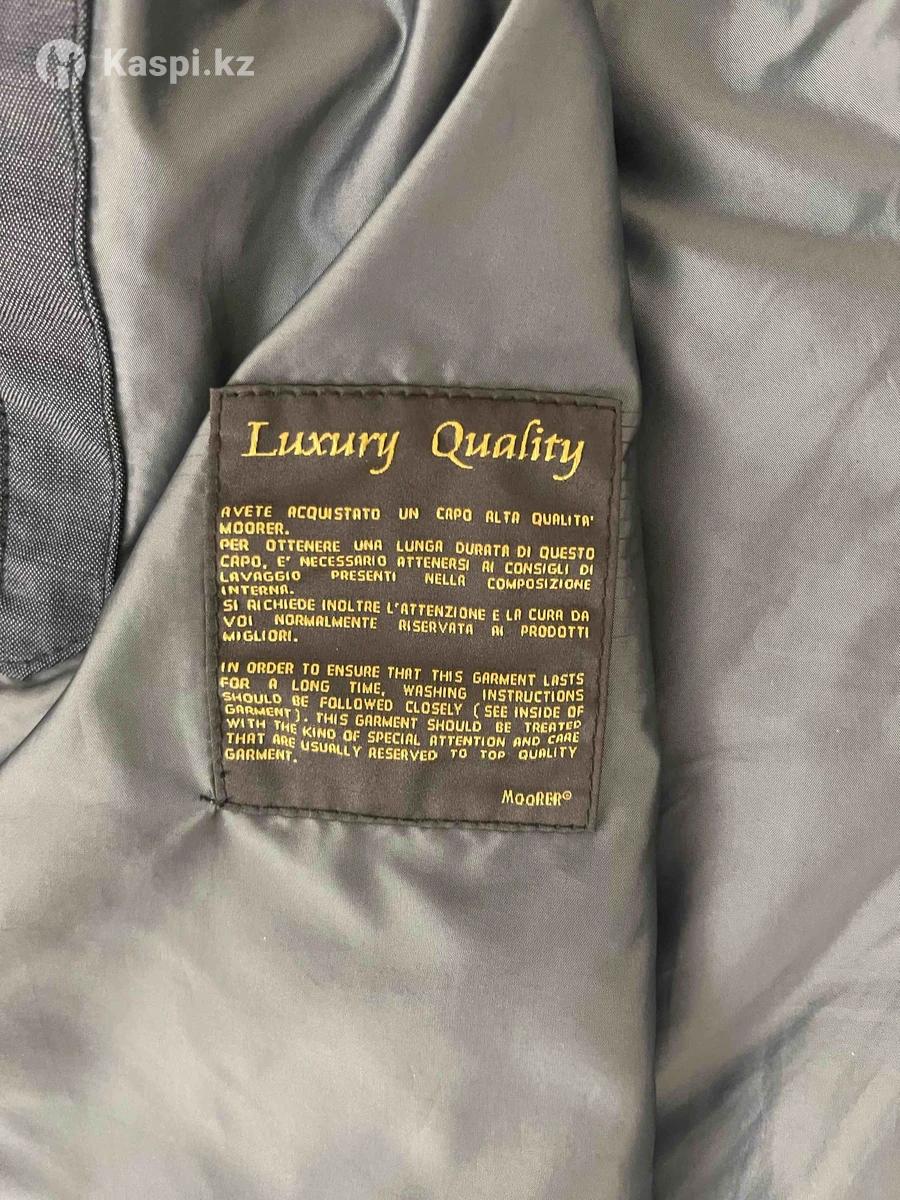 Kaspi.kz
Luxury Quality
AVETE ACQUISTATO UN CAPO ALTA QUALITA'
MOORER.
PER OTTENERE UNA LUNGA DURATA DI QUESTO
CAPO, E' NECESSARIO ATTENERSI AI CONSIGLI DI
LAVAGGIO PRESENTI NELLA COMPOSIZIONE
INTERNA.
SI RICHIEDE INOLTRE L'ATTENZIONE E LA CURA DA
VOI NORMALMENTE RISERVATA AI PRODOTTI
MIGLIORI.
IN ORDER TO ENSURE THAT THIS GARMENT LASTS
FOR A LONG TIME, WASHING INSTRUCTIONS
SHOULD BE FOLLOWED CLOSELY ( SEE INSIDE OF
GARMENT ). THIS GARMENT SHOULD BE TREATED
WITH THE KIND OF SPECIAL ATTENTION AND CARE
THAT ARE USUALLY RESERVED TO TOP QUALITY
GARMENT.
MOORER©